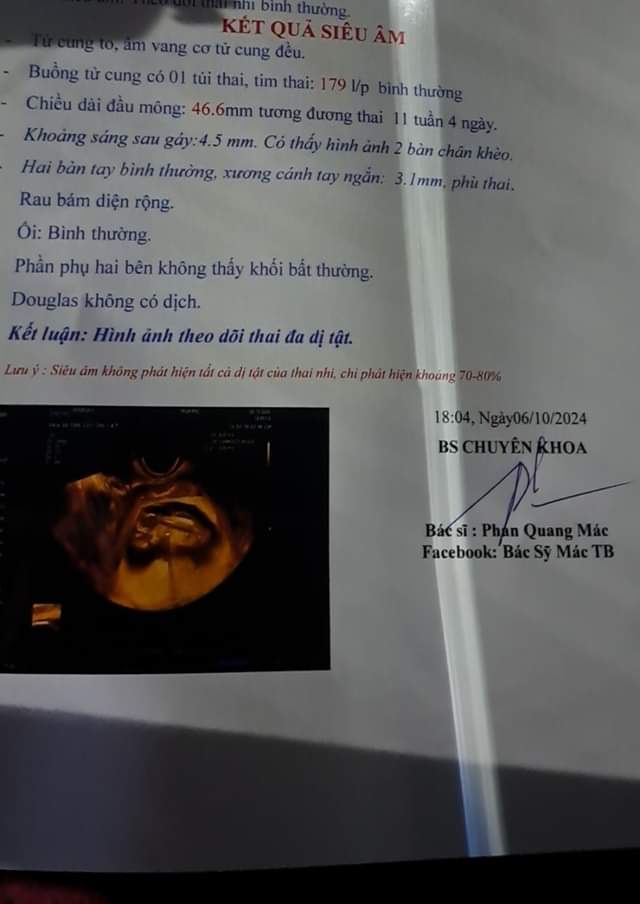 nhi bình thường.
KẾT QUẢ SIÊU ÂM
- Tử cung to, âm vang cơ tử cung đều.
- Buồng tử cung có 01 túi thai, tim thai: 179 l/p bình thường
- Chiều dài đầu mông: 46.6mm tương đương thai 11 tuần 4 ngày.
- Khoảng sáng sau gáy:4.5 mm. Có thấy hình ảnh 2 bàn chân khèo.
- Hai bàn tay bình thường, xương cánh tay ngắn: 3.1mm, phù thai.
Rau bám diện rộng.
Ối: Bình thường.
Phần phụ hai bên không thấy khối bất thường.
Douglas không có dịch.
Kết luận: Hình ảnh theo dõi thai đa dị tật.
Lưu ý : Siêu âm không phát hiện tất cả dị tật của thai nhi, chỉ phát hiện khoảng 70-80%
18:04, Ngày06/10/2024
BS CHUYÊN KHOA
Bác sĩ : Phan Quang Mác
Facebook: Bác Sỹ Mác TB